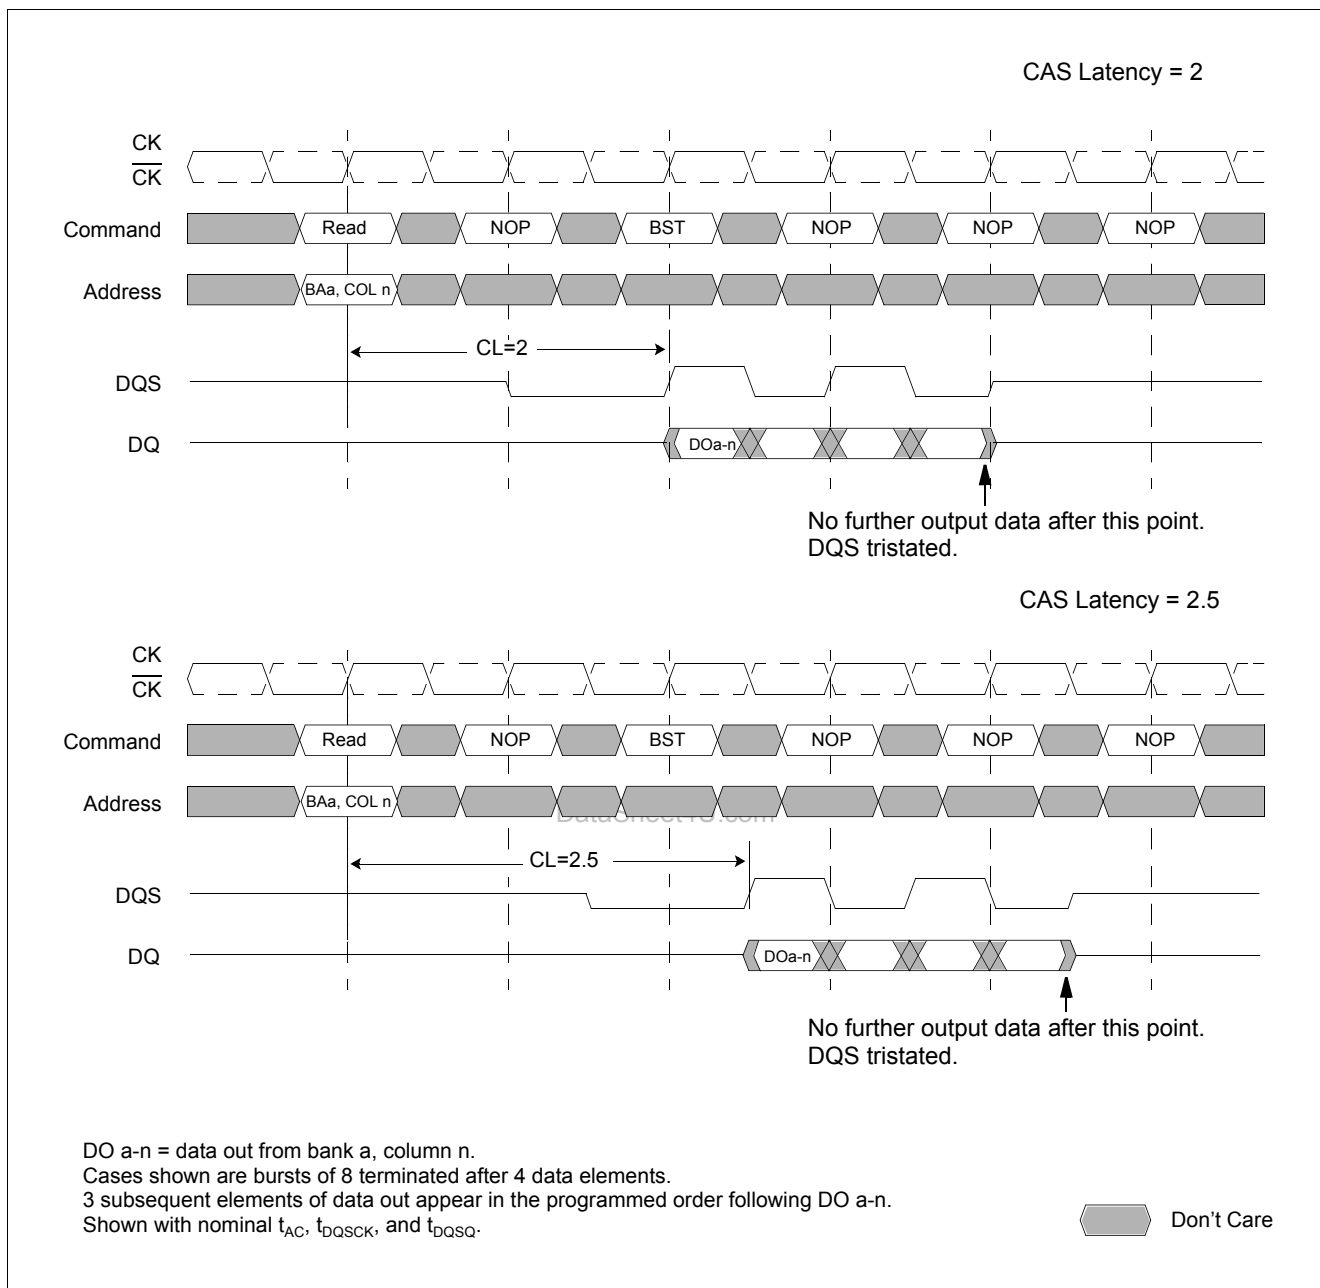 CAS Latency = 2
CK
CK
Command Read NOP BST NOP NOP NOP
Address BAa, COL n
CL=2
DQS
DQ DOa-n
No further output data after this point.
DQS tristated.
CAS Latency = 2.5
CK
CK
Command Read NOP BST NOP NOP NOP
Address BAa, COL n
DataSheet4U.com
CL=2.5
DQS
DQ DOa-n
No further output data after this point.
DQS tristated.
DO a-n = data out from bank a, column n.
Cases shown are bursts of 8 terminated after 4 data elements.
3 subsequent elements of data out appear in the programmed order following DO a-n.
Shown with nominal tAC, tDQSCK, and tDQSQ.
Don't Care